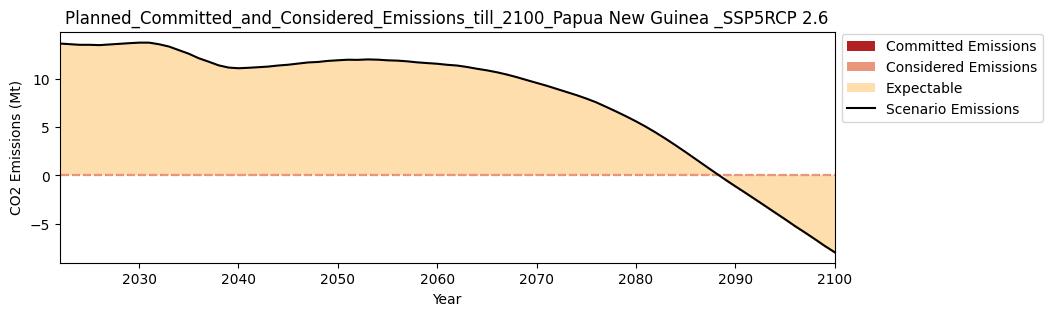 Planned_Committed_and_Considered_Emissions_till_2100_Papua New Guinea _SSP5RCP 2.6
Committed Emissions
Considered Emissions
Expectable
Scenario Emissions
CO2 Emissions (Mt)
10
5
0
−5
2030 2040 2050 2060 2070 2080 2090 2100
Year